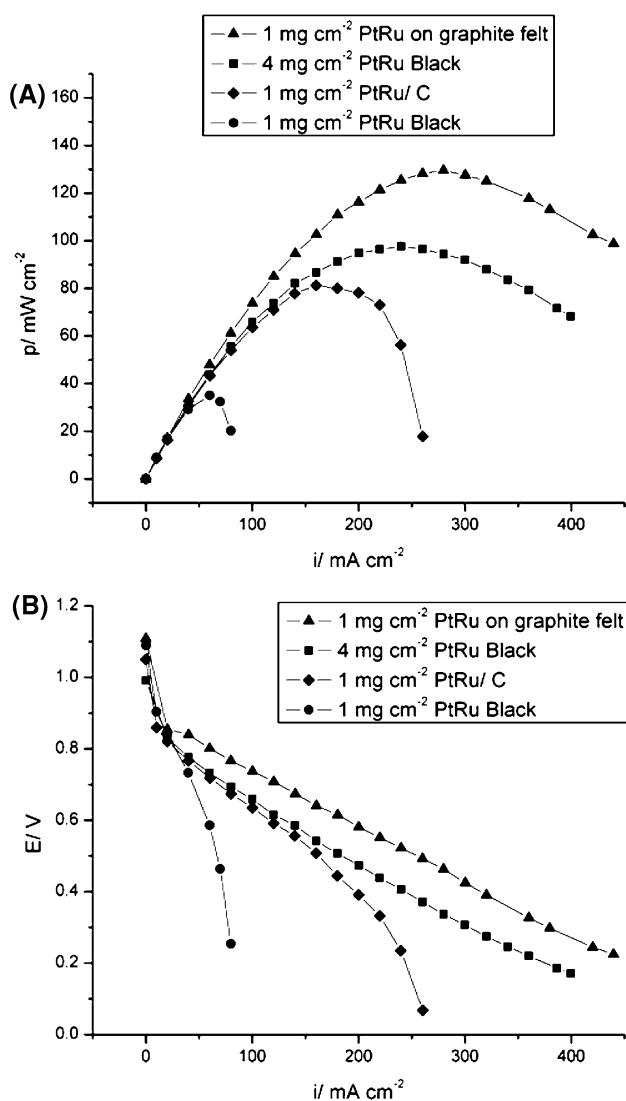 (A)
1 mg cm⁻² PtRu on graphite felt
4 mg cm⁻² PtRu Black
1 mg cm⁻² PtRu/ C
1 mg cm⁻² PtRu Black
160
140
120
100
80
60
40
20
0
p/ mW cm⁻²
0 100 200 300 400
i/ mA cm⁻²
(B)
1 mg cm⁻² PtRu on graphite felt
4 mg cm⁻² PtRu Black
1 mg cm⁻² PtRu/ C
1 mg cm⁻² PtRu Black
1.2
1.0
0.8
0.6
0.4
0.2
0.0
E/ V
0 100 200 300 400
i/ mA cm⁻²